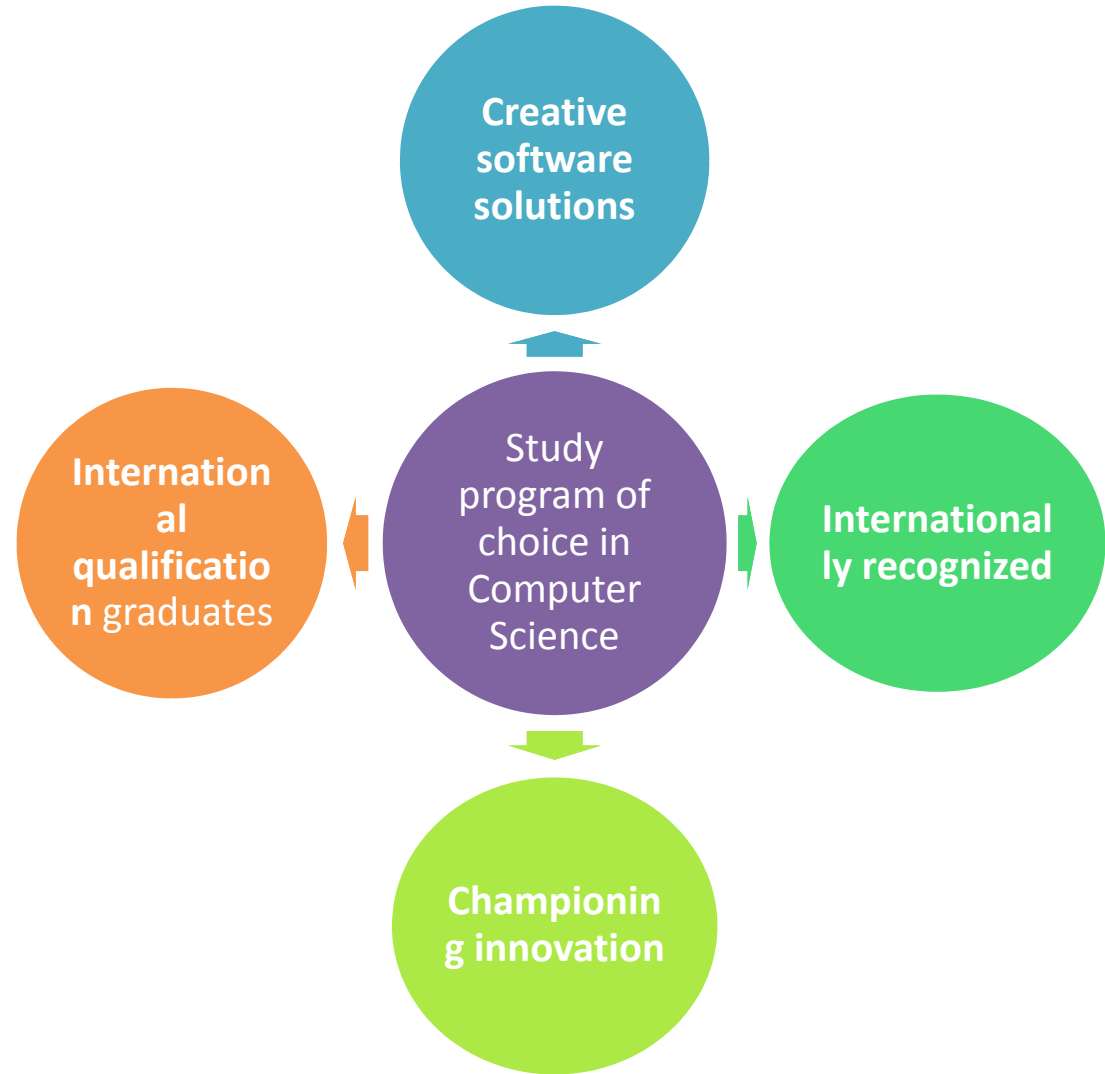 Creative
software
solutions
Internation
al
qualificatio
n graduates
Study
program of
choice in
Computer
Science
International
ly recognized
Championin
g innovation